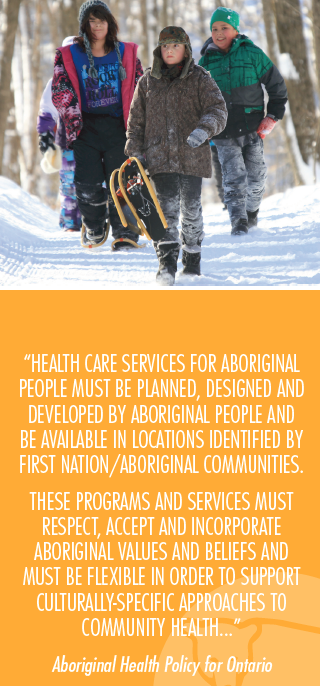 “HEALTH CARE SERVICES FOR ABORIGINAL
PEOPLE MUST BE PLANNED, DESIGNED AND
DEVELOPED BY ABORIGINAL PEOPLE AND
BE AVAILABLE IN LOCATIONS IDENTIFIED BY
FIRST NATION/ABORIGINAL COMMUNITIES.
THESE PROGRAMS AND SERVICES MUST
RESPECT, ACCEPT AND INCORPORATE
ABORIGINAL VALUES AND BELIEFS AND
MUST BE FLEXIBLE IN ORDER TO SUPPORT
CULTURALLY-SPECIFIC APPROACHES TO
COMMUNITY HEALTH...”
Aboriginal Health Policy for Ontario